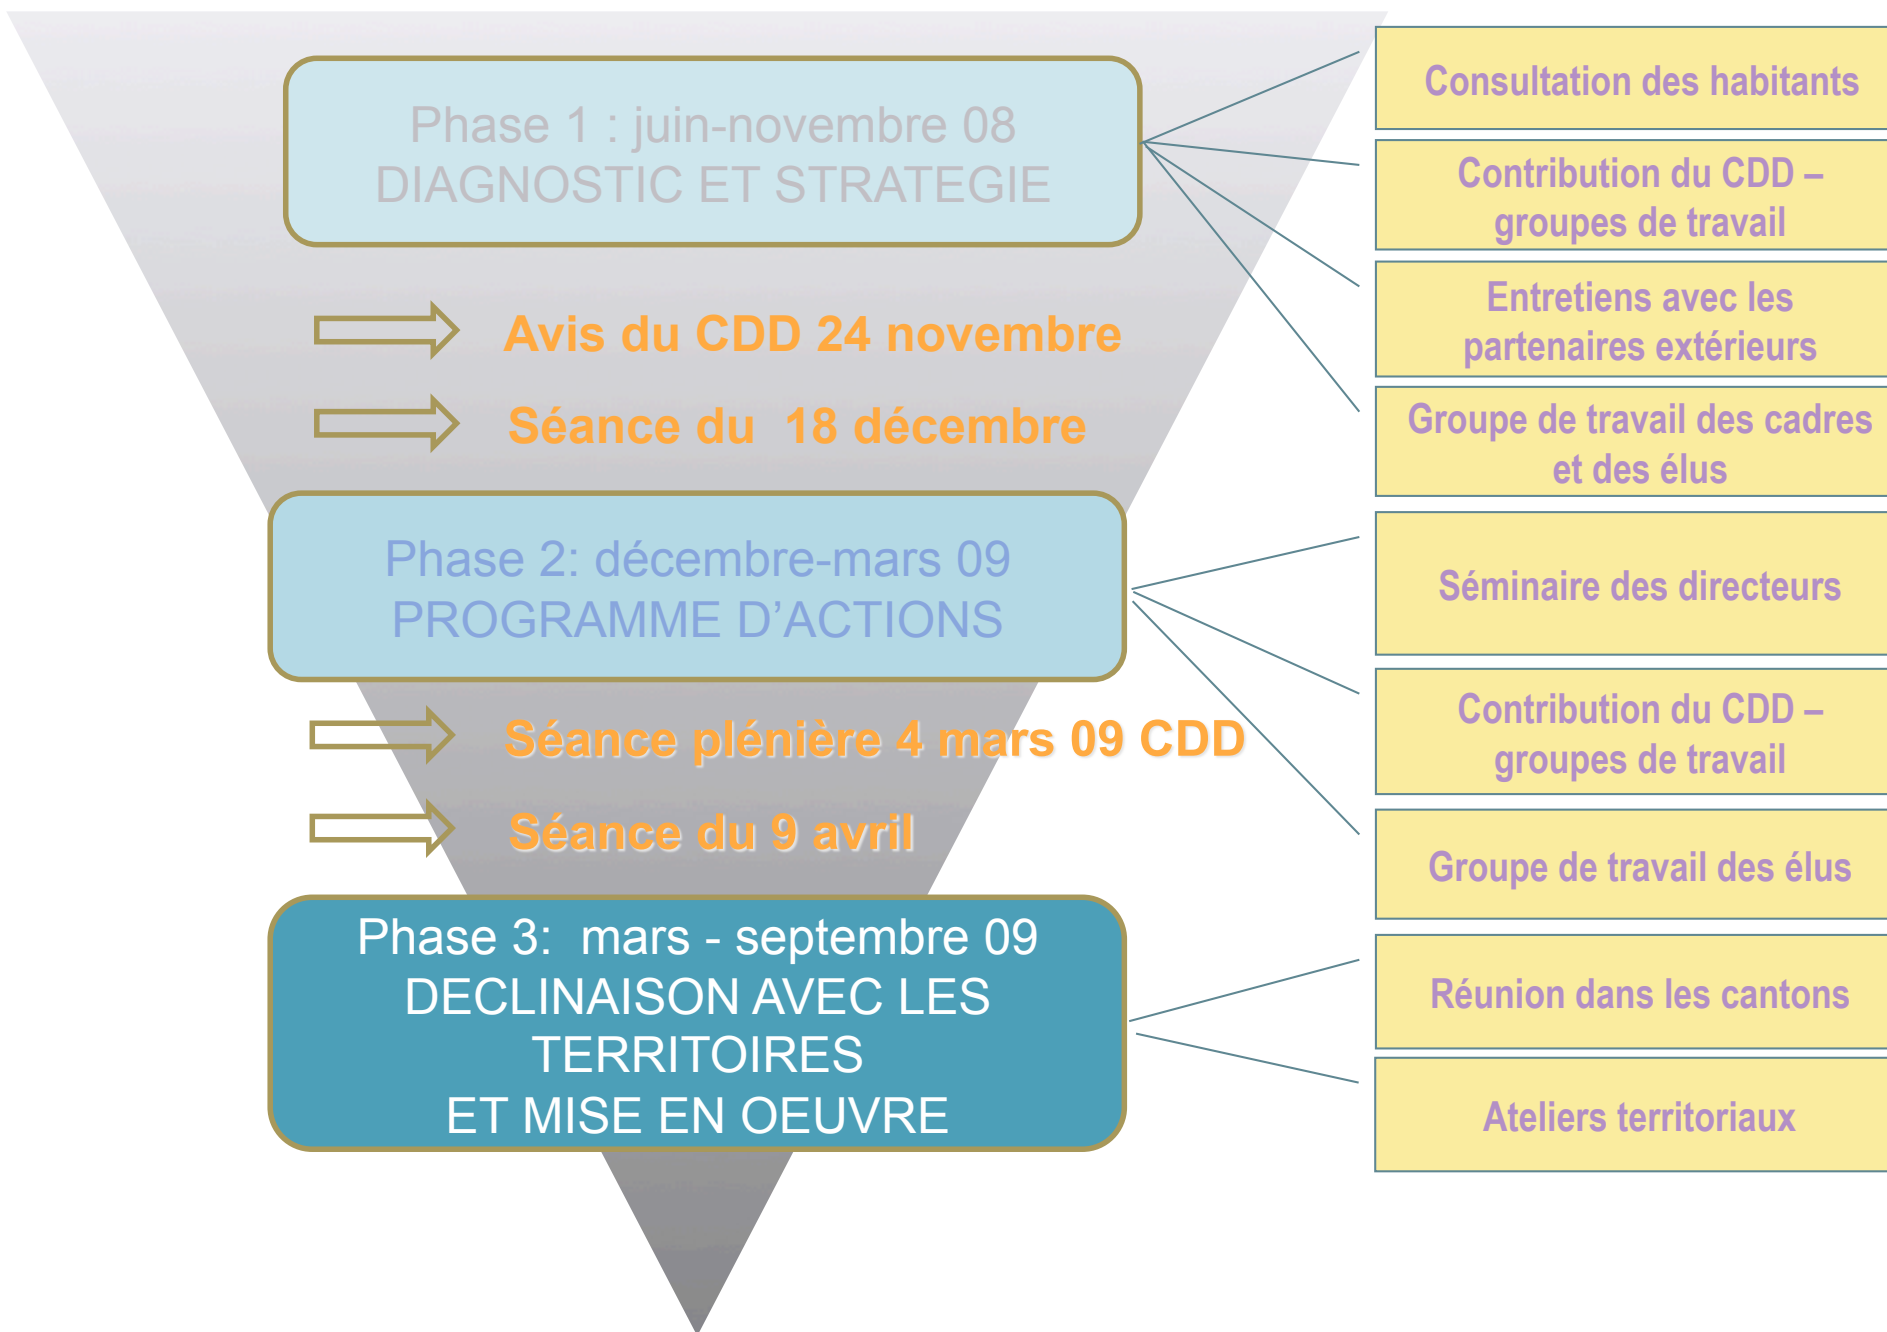 Phase 1 : juin-novembre 08
DIAGNOSTIC ET STRATEGIE
Avis du CDD 24 novembre
Séance du  18 décembre
Phase 2: décembre-mars 09
PROGRAMME D’ACTIONS
Séance plénière 4 mars 09 CDD
Séance du 9 avril
Phase 3:  mars - septembre 09
DECLINAISON AVEC LES
TERRITOIRES
ET MISE EN OEUVRE
Consultation des habitants
Contribution du CDD –
groupes de travail
Entretiens avec les
partenaires extérieurs
Groupe de travail des cadres
et des élus
Séminaire des directeurs
Contribution du CDD –
groupes de travail
Groupe de travail des élus
Réunion dans les cantons
Ateliers territoriaux